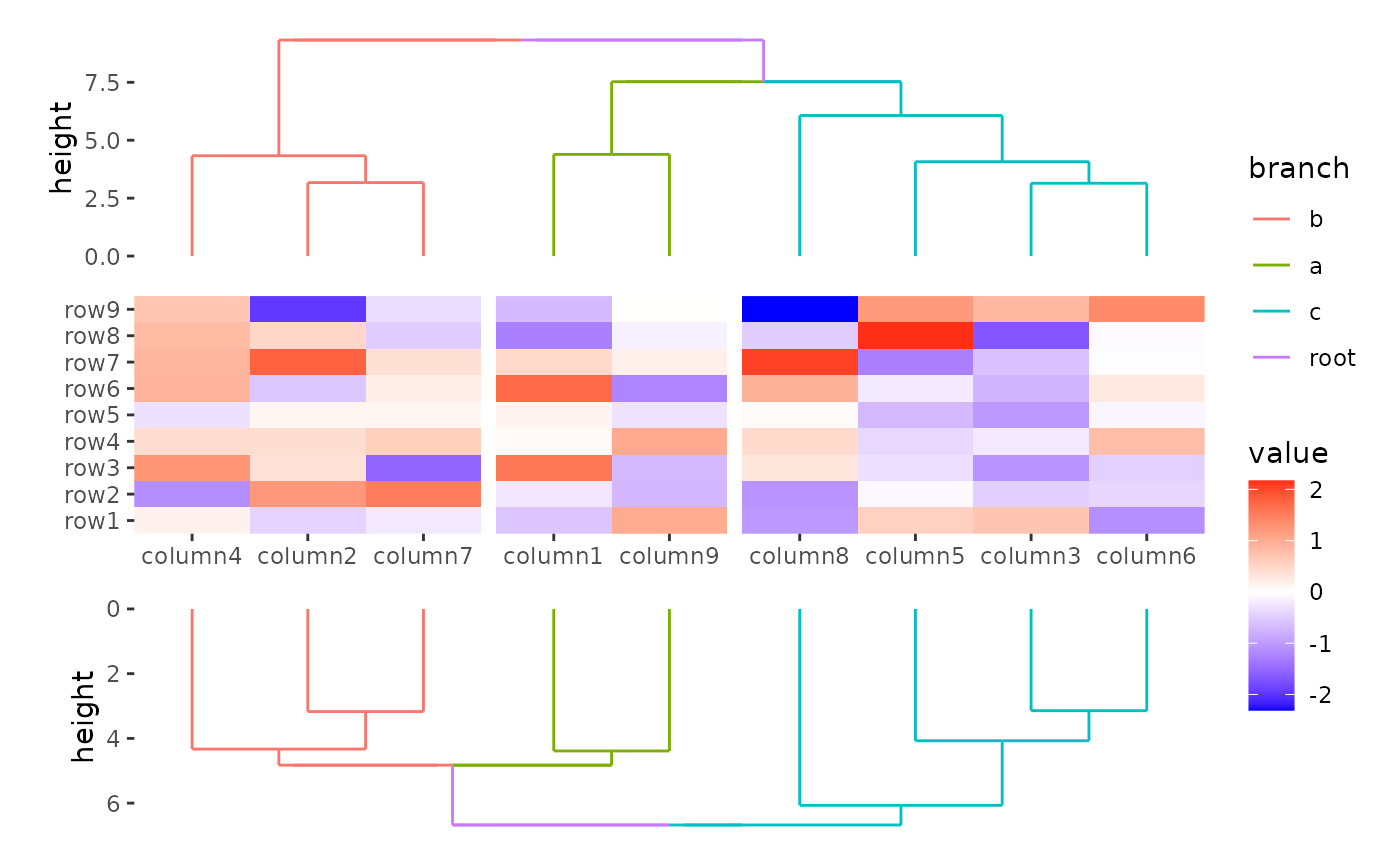 height
7.5
5.0
2.5
0.0
row9
row8
row7
row6
row5
row4
row3
row2
row1
column4 column2 column7 column1 column9 column8 column5 column3 column6
height
0
2
4
6
branch
b
a
c
root
value
2
1
0
-1
-2